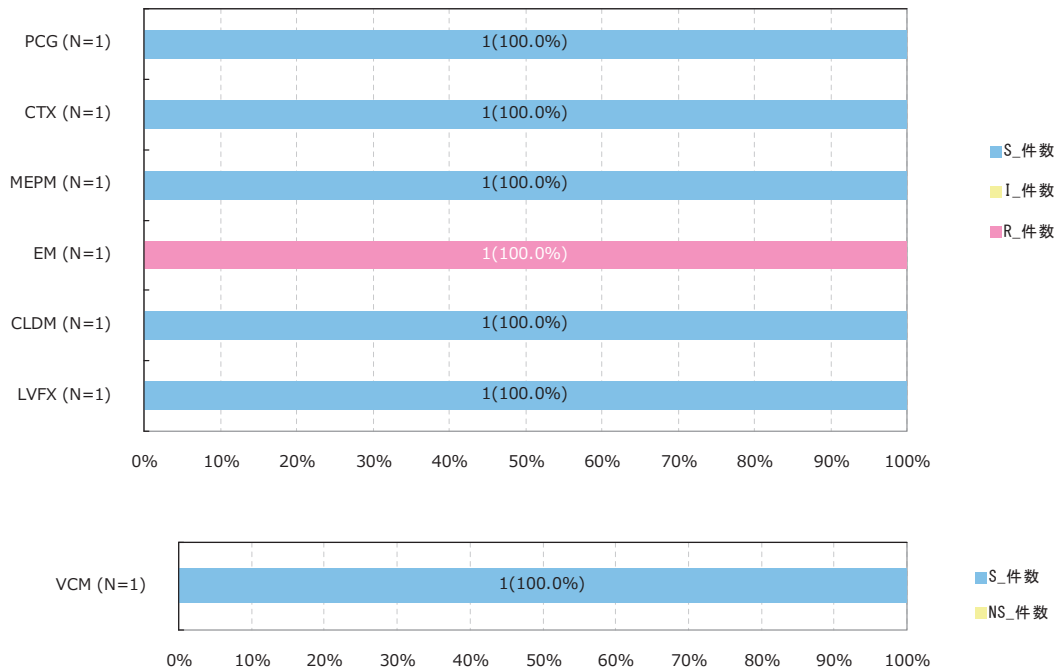 PCG (N=1)
1(100.0%)
CTX (N=1)
1(100.0%)
MEPM (N=1)
1(100.0%)
EM (N=1)
1(100.0%)
CLDM (N=1)
1(100.0%)
LVFX (N=1)
1(100.0%)
0% 10% 20% 30% 40% 50% 60% 70% 80% 90% 100%
S_件数
I_件数
R_件数
VCM (N=1)
1(100.0%)
0% 10% 20% 30% 40% 50% 60% 70% 80% 90% 100%
S_件数
NS_件数